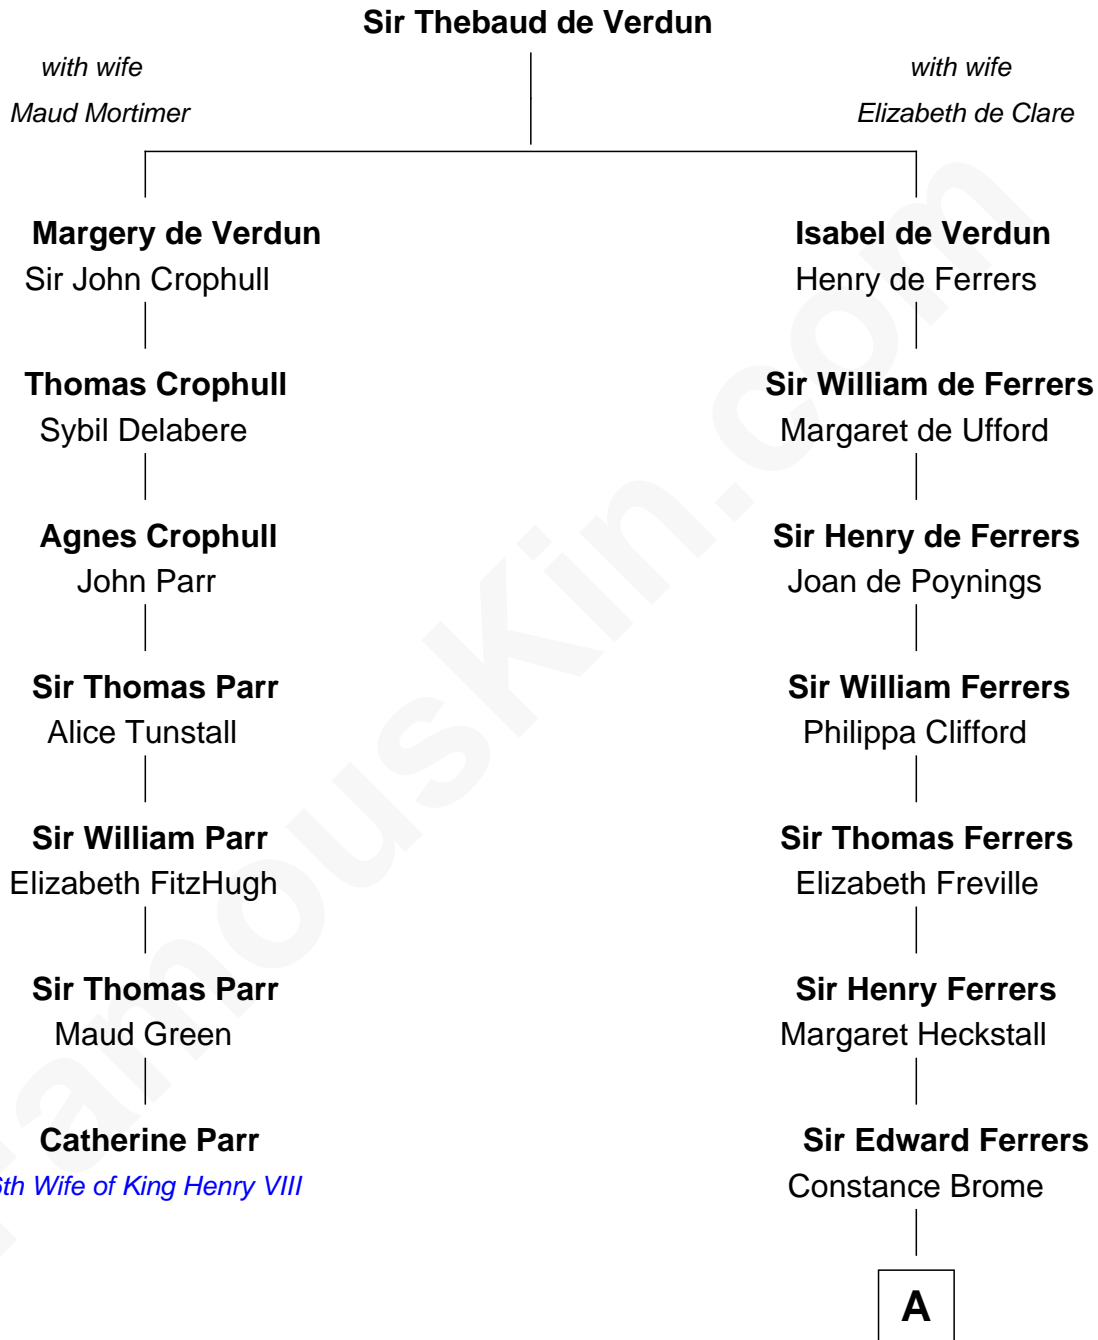 Sir Thebaud de Verdun
with wife
Maud Mortimer
with wife
Elizabeth de Clare
Margery de Verdun
Sir John Crophull
Isabel de Verdun
Henry de Ferrers
Thomas Crophull
Sybil Delabere
Sir William de Ferrers
Margaret de Ufford
Agnes Crophull
John Parr
Sir Henry de Ferrers
Joan de Poynings
Sir Thomas Parr
Alice Tunstall
Sir William Ferrers
Philippa Clifford
Sir William Parr
Elizabeth FitzHugh
Sir Thomas Ferrers
Elizabeth Freville
Sir Thomas Parr
Maud Green
Sir Henry Ferrers
Margaret Heckstall
Catherine Parr
6th Wife of King Henry VIII
Sir Edward Ferrers
Constance Brome
A
FamousKin.com